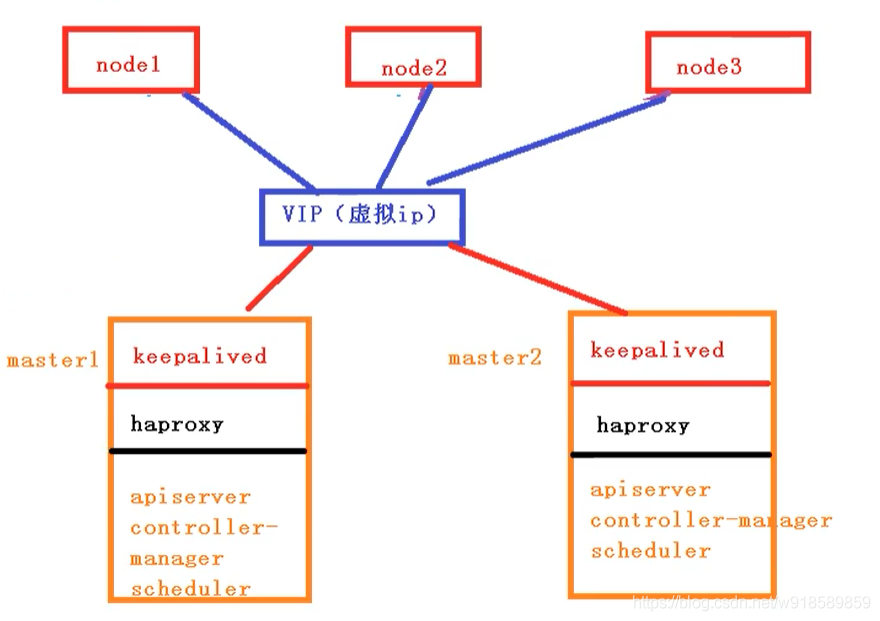 node1
node2
node3
VIP（虚拟ip）
master1
keepalived
haproxy
apiserver
controller-
manager
scheduler
master2
keepalived
haproxy
apiserver
controller-manager
scheduler
https://blog.csdn.net/w918589859